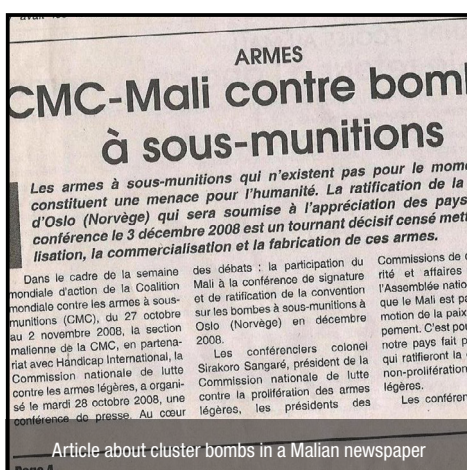 ARMES
CMC-Mali contre bom
à sous-munitions
Les armes à sous-munitions qui n'existent pas pour le mome
constituent une menace pour l'humanité. La ratification de la
d'Oslo (Norvège) qui sera soumise à l'appréciation des pays
conférence le 3 décembre 2008 est un tournant décisif censé mett
lisation, la commercialisation et la fabrication de ces armes.
Dans le cadre de la semaine
mondiale d'action de la Coalition
mondiale contre les armes à sous-
munitions (CMC), du 27 octobre
au 2 novembre 2008, la section
malienne de la CMC, en partena-
riat avec Handicap International, la
Commission nationale de lutte
contre les armes légères, a organi-
sé le mardi 28 octobre 2008, une
conférence de presse. Au cœur
des débats : la participation du
Mali à la conférence de signature
et de ratification de la convention
sur les bombes à sous-munitions à
Oslo (Norvège) en décembre
2008.
Les conférenciers colonel
Sirakoro Sangaré, président de la
Commission nationale de lutte
contre la prolifération des armes
légères, les présidents des
Commissions de d
rité et affaires
l'Assemblée nation
que le Mali est pa
motion de la paix
pement. C'est pou
notre pays fait p
qui ratifieront la
non-prolifération
légères.
Les conféren
Article about cluster bombs in a Malian newspaper